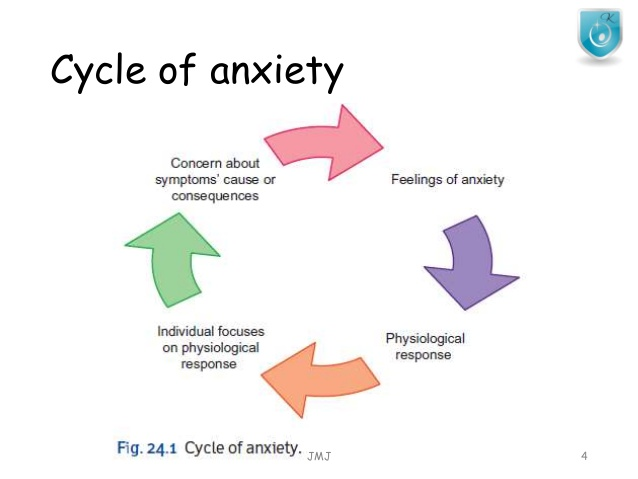 Cycle of anxiety
K
Concern about
symptoms' cause or
consequences
Feelings of anxiety
Physiological
response
Individual focuses
on physiological
response
Fig. 24.1 Cycle of anxiety.
JMJ
4